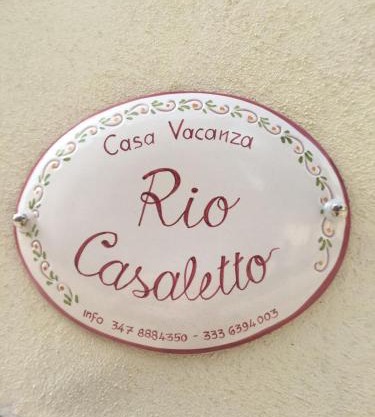 Casa Vacanza
Rio
Casaletto
info 347 8884350 - 333 6394003